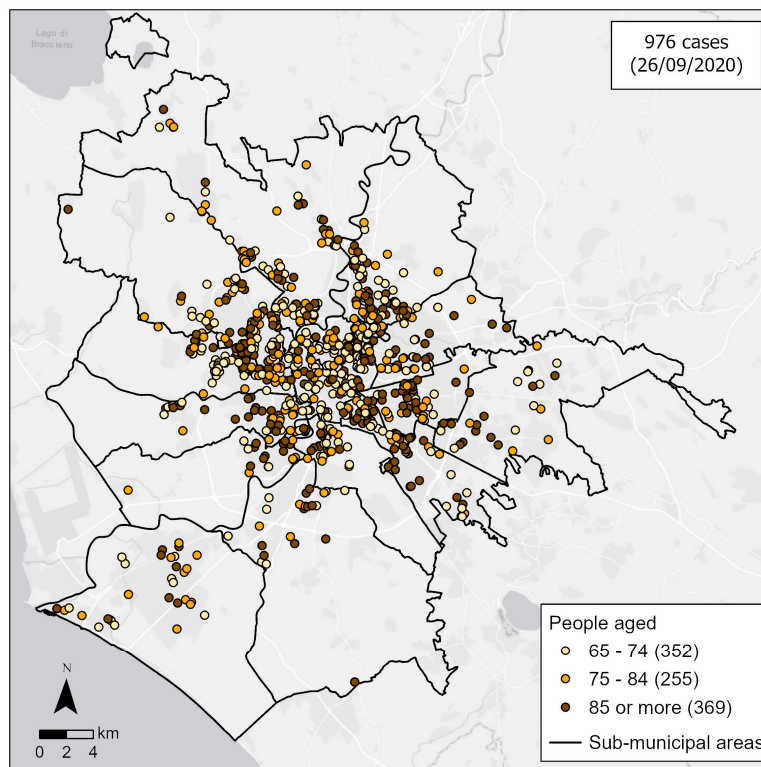 Lago di
Bracciano
976 cases
(26/09/2020)
People aged
65 - 74 (352)
75 - 84 (255)
85 or more (369)
Sub-municipal areas
N
km
0 2 4